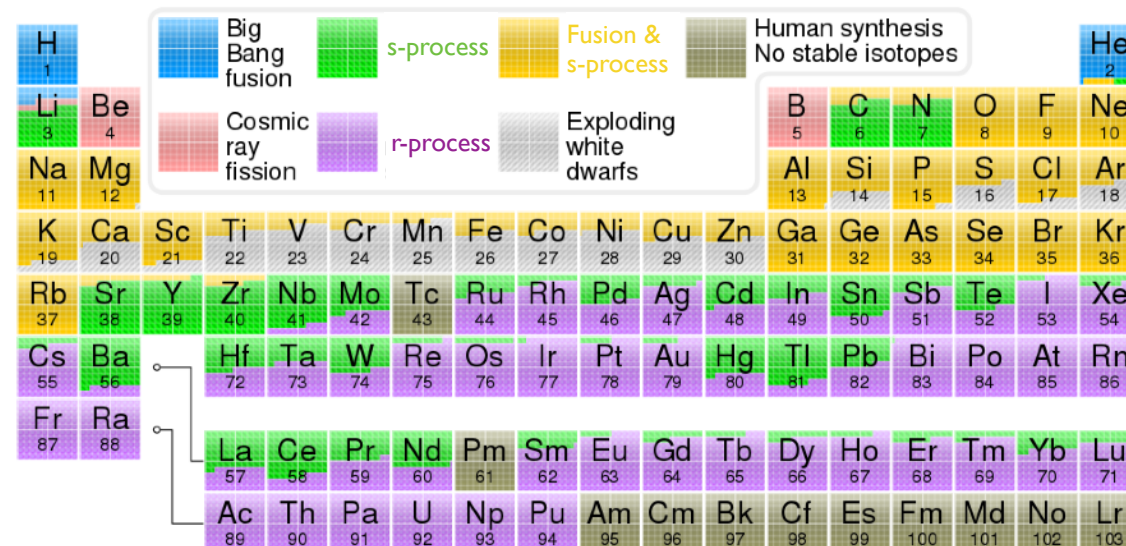 H
1
Big
Bang
fusion
s-process
Fusion &
s-process
Human synthesis
No stable isotopes
He
2
Li Be B C N O F Ne
3 4 5 6 7 8 9 10
Cosmic
ray
fission
r-process
Exploding
white
dwarfs
Na Mg Al Si P S Cl Ar
11 12 13 14 15 16 17 18
K Ca Sc Ti V Cr Mn Fe Co Ni Cu Zn Ga Ge As Se Br Kr
19 20 21 22 23 24 25 26 27 28 29 30 31 32 33 34 35 36
Rb Sr Y Zr Nb Mo Tc Ru Rh Pd Ag Cd In Sn Sb Te I Xe
37 38 39 40 41 42 43 44 45 46 47 48 49 50 51 52 53 54
Cs Ba Hf Ta W Re Os Ir Pt Au Hg Tl Pb Bi Po At Rn
55 56 72 73 74 75 76 77 78 79 80 81 82 83 84 85 86
Fr Ra
87 88
La Ce Pr Nd Pm Sm Eu Gd Tb Dy Ho Er Tm Yb Lu
57 58 59 60 61 62 63 64 65 66 67 68 69 70 71
Ac Th Pa U Np Pu Am Cm Bk Cf Es Fm Md No Lr
89 90 91 92 93 94 95 96 97 98 99 100 101 102 103